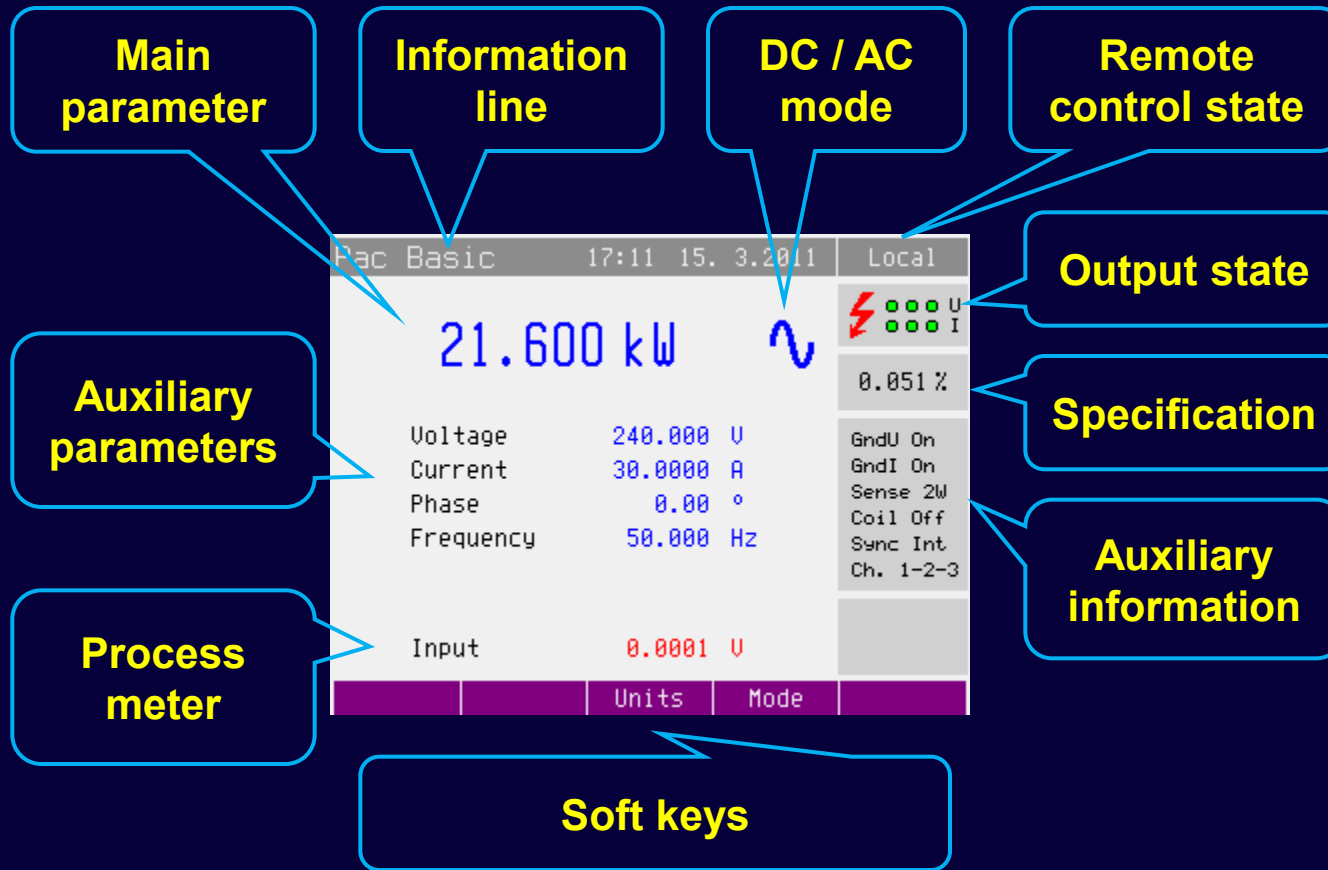 Main
parameter
Information
line
DC / AC
mode
Remote
control state
Pac Basic 17:11 15. 3.2011 Local
Output state
U
I
21.600 kW
0.051 %
Specification
Auxiliary
parameters
Voltage 240.000 V
Current 30.0000 A
Phase 0.00 °
Frequency 50.000 Hz
GndU On
GndI On
Sense 2W
Coil Off
Sync Int
Ch. 1-2-3
Auxiliary
information
Process
meter
Input 0.0001 V
Units Mode
Soft keys